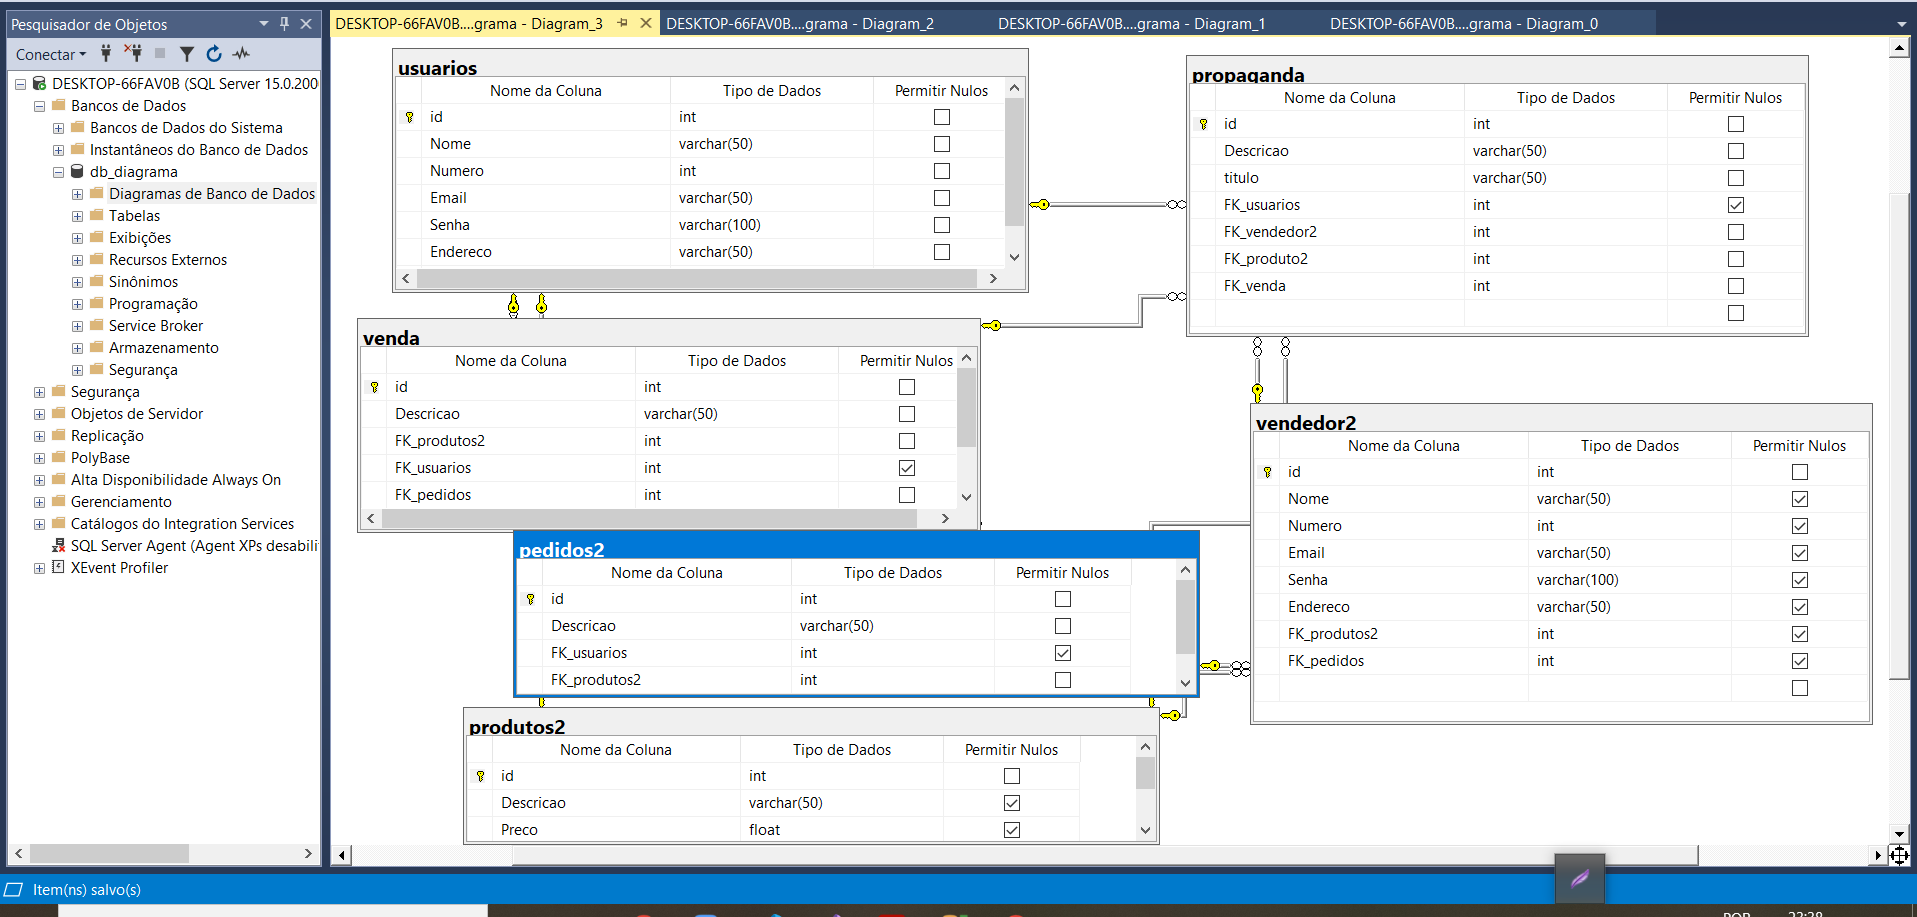 Pesquisador de Objetos
Conectar
DESKTOP-66FAV0B (SQL Server 15.0.200
Bancos de Dados
Bancos de Dados do Sistema
Instantâneos do Banco de Dados
db_diagrama
Diagramas de Banco de Dados
Tabelas
Exibições
Recursos Externos
Sinônimos
Programação
Service Broker
Armazenamento
Segurança
Segurança
Objetos de Servidor
Replicação
PolyBase
Alta Disponibilidade Always On
Gerenciamento
Catálogos do Integration Services
SQL Server Agent (Agent XPs desabili
XEvent Profiler
DESKTOP-66FAV0B....grama - Diagram_3
DESKTOP-66FAV0B....grama - Diagram_2
DESKTOP-66FAV0B....grama - Diagram_1
DESKTOP-66FAV0B....grama - Diagram_0
usuarios
Nome da Coluna Tipo de Dados Permitir Nulos
id int
Nome varchar(50)
Numero int
Email varchar(50)
Senha varchar(100)
Endereco varchar(50)
propaganda
Nome da Coluna Tipo de Dados Permitir Nulos
id int
Descricao varchar(50)
titulo varchar(50)
FK_usuarios int
FK_vendedor2 int
FK_produto2 int
FK_venda int
venda
Nome da Coluna Tipo de Dados Permitir Nulos
id int
Descricao varchar(50)
FK_produtos2 int
FK_usuarios int
FK_pedidos int
vendedor2
Nome da Coluna Tipo de Dados Permitir Nulos
id int
Nome varchar(50)
Numero int
Email varchar(50)
Senha varchar(100)
Endereco varchar(50)
FK_produtos2 int
FK_pedidos int
pedidos2
Nome da Coluna Tipo de Dados Permitir Nulos
id int
Descricao varchar(50)
FK_usuarios int
FK_produtos2 int
produtos2
Nome da Coluna Tipo de Dados Permitir Nulos
id int
Descricao varchar(50)
Preco float
Item(ns) salvo(s)